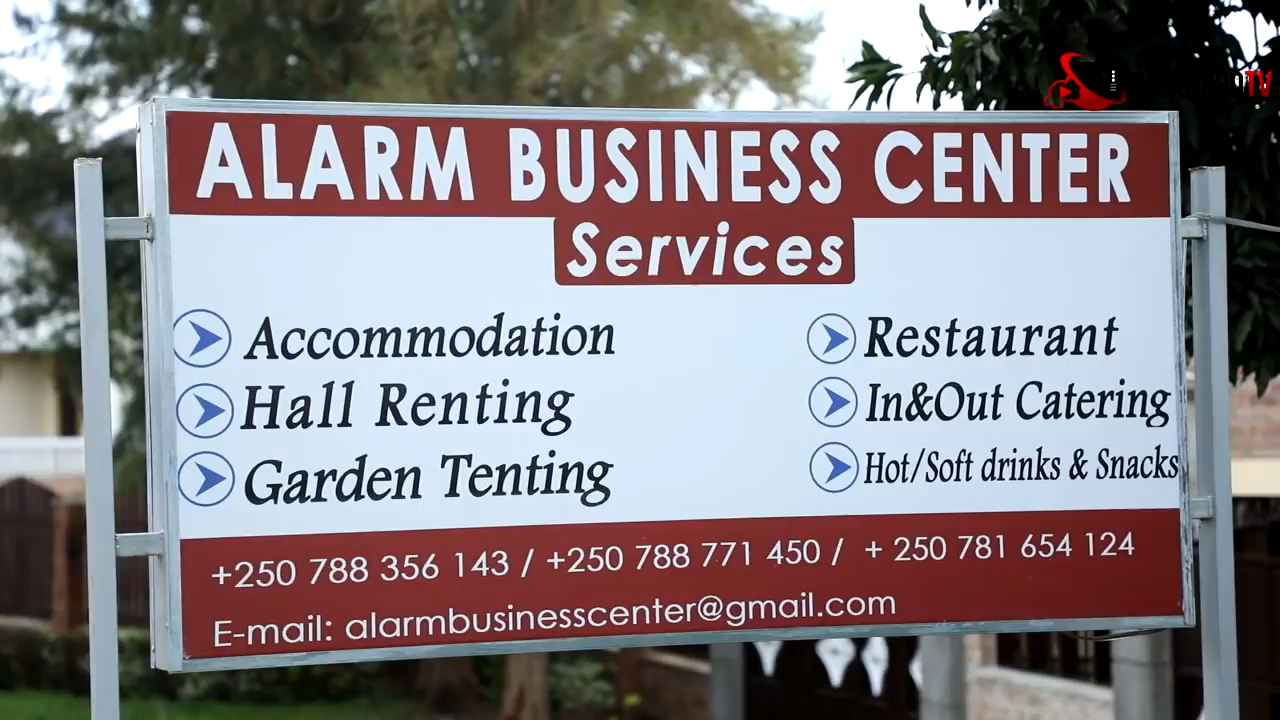 ALARM BUSINESS CENTER
Services
Accommodation
Hall Renting
Garden Tenting
Restaurant
In&Out Catering
Hot/Soft drinks & Snacks
+250 788 356 143 / +250 788 771 450 / + 250 781 654 124
E-mail: alarmbusinesscenter@gmail.com
TV